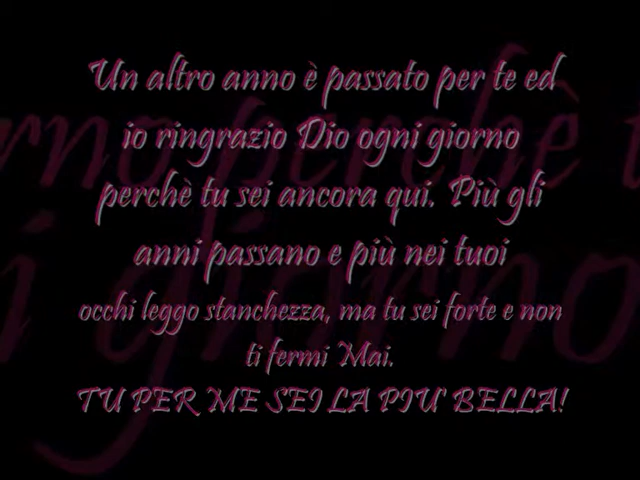 Un altro anno è passato per te ed
io ringrazio Dio ogni giorno
perchè tu sei ancora qui. Più gli
anni passano e più nei tuoi
occhi leggo stanchezza, ma tu sei forte e non
ti fermi Mai.
TU PER ME SEI LA PIU' BELLA!